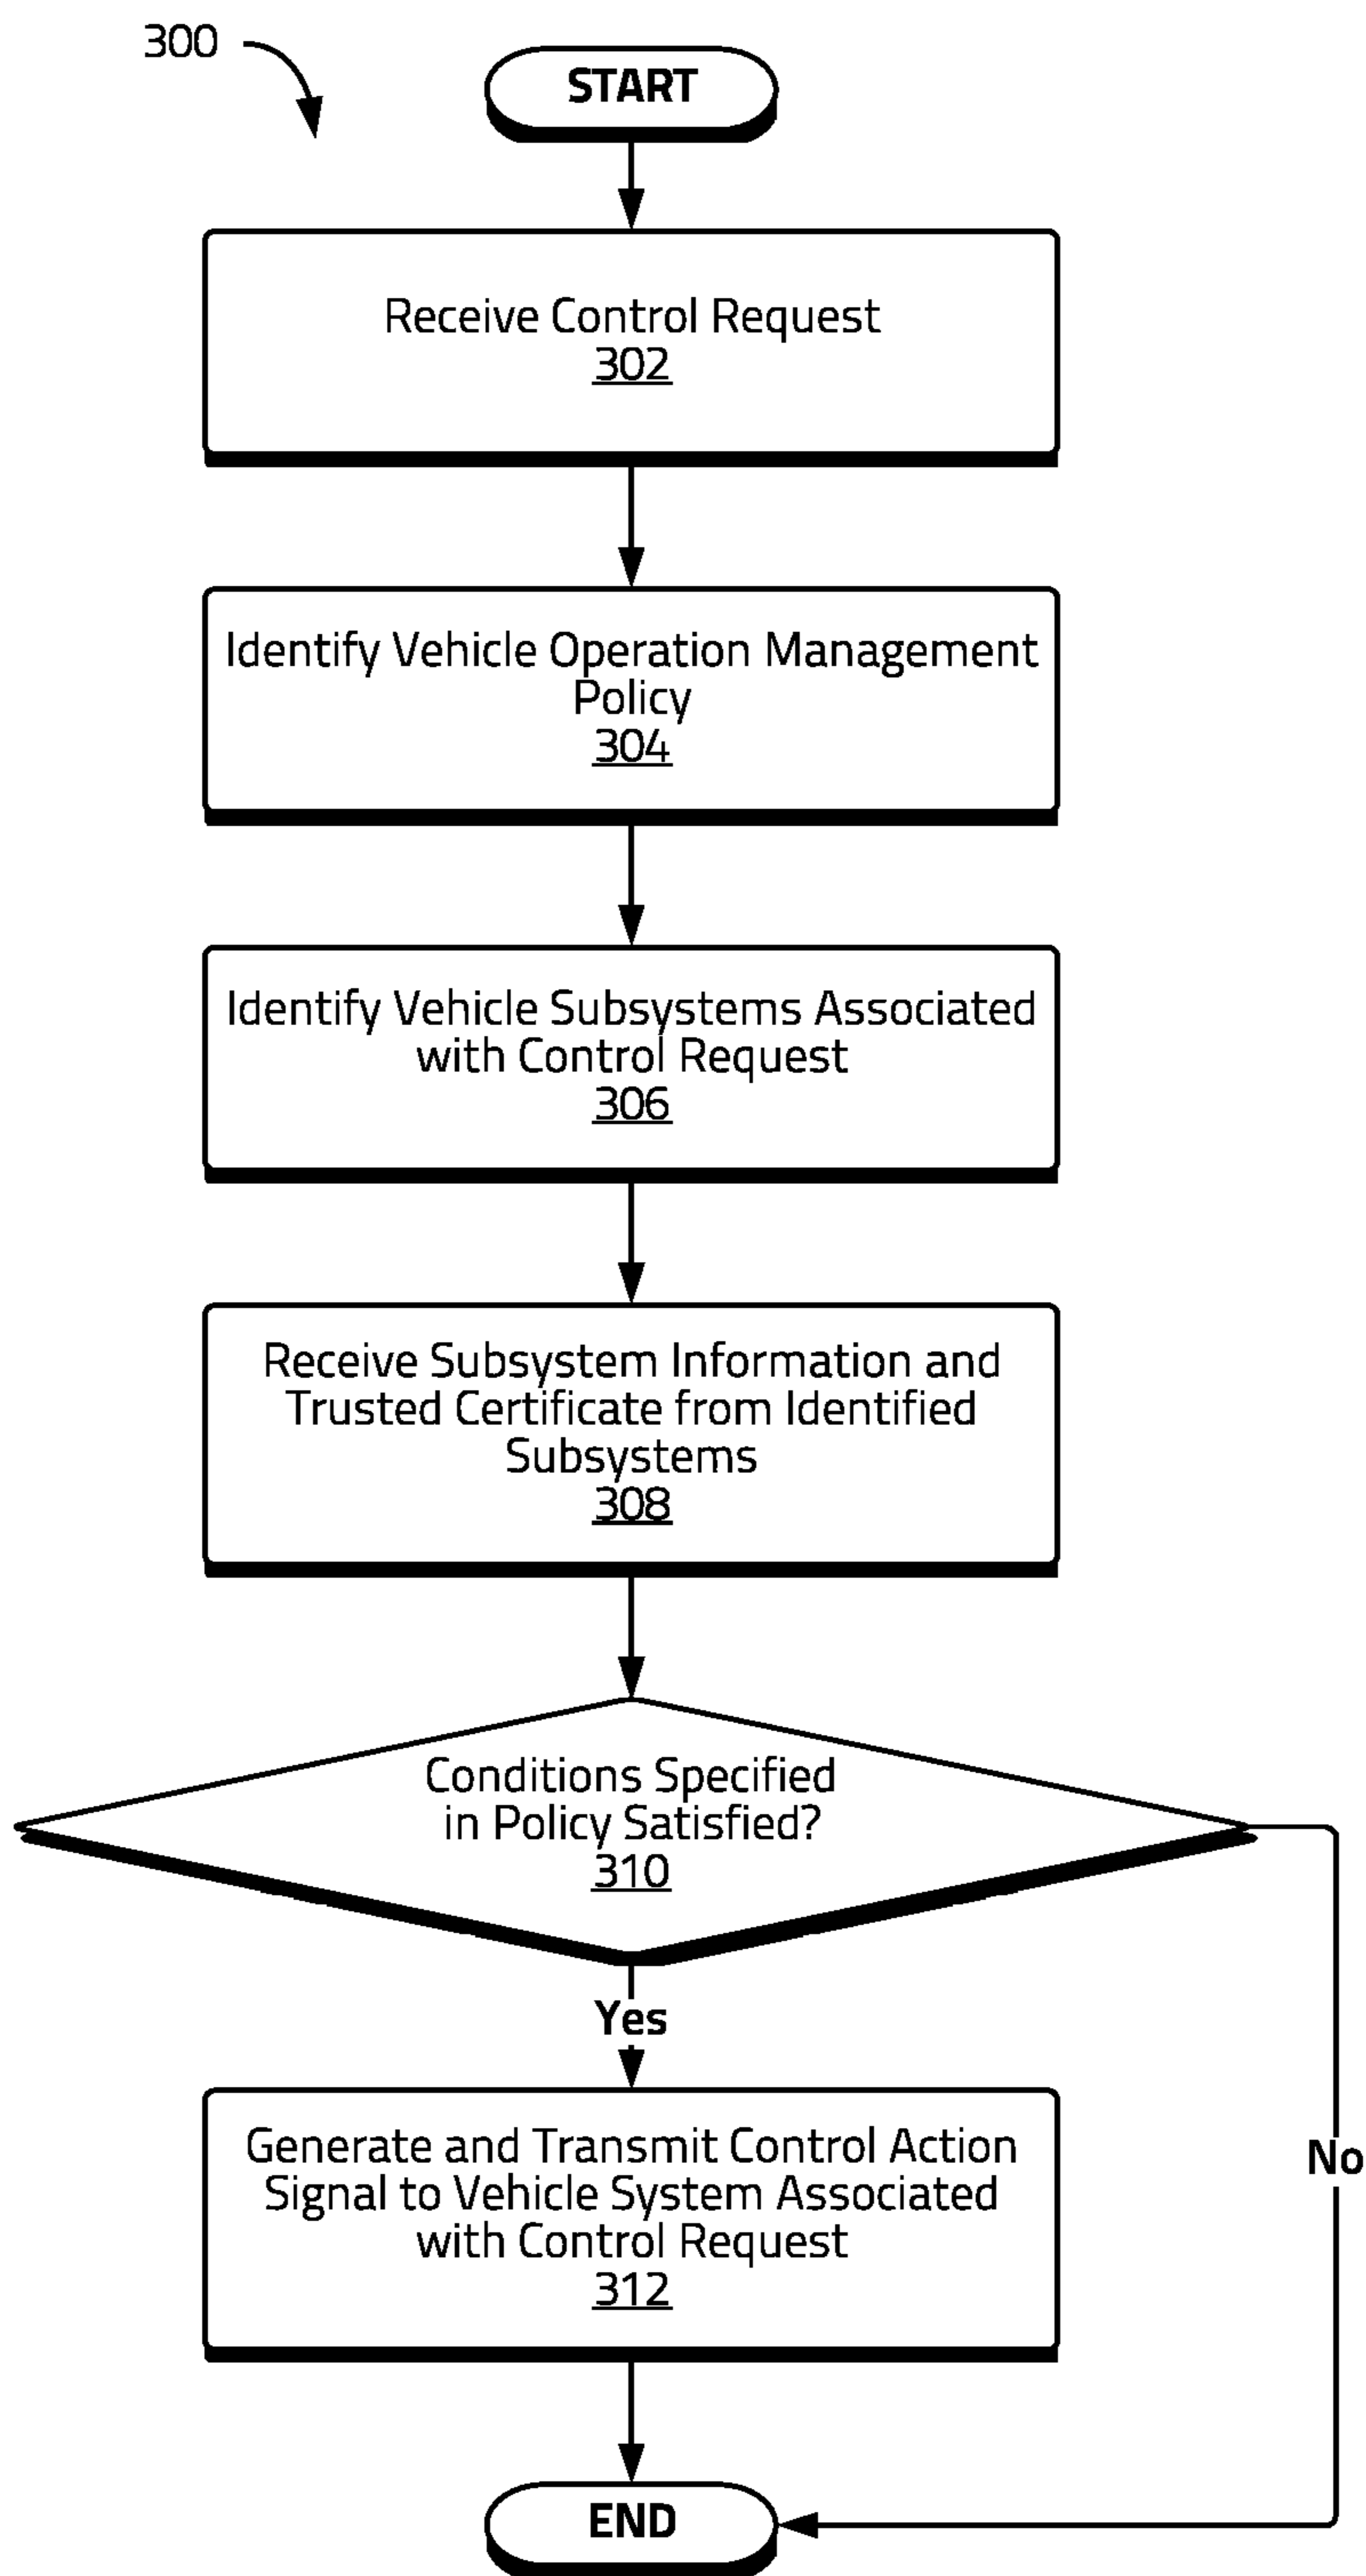 300
START
Receive Control Request
302
Identify Vehicle Operation Management
Policy
304
Identify Vehicle Subsystems Associated
with Control Request
306
Receive Subsystem Information and
Trusted Certificate from Identified
Subsystems
308
Conditions Specified
in Policy Satisfied?
310
Yes
Generate and Transmit Control Action
Signal to Vehicle System Associated
with Control Request
312
No
END